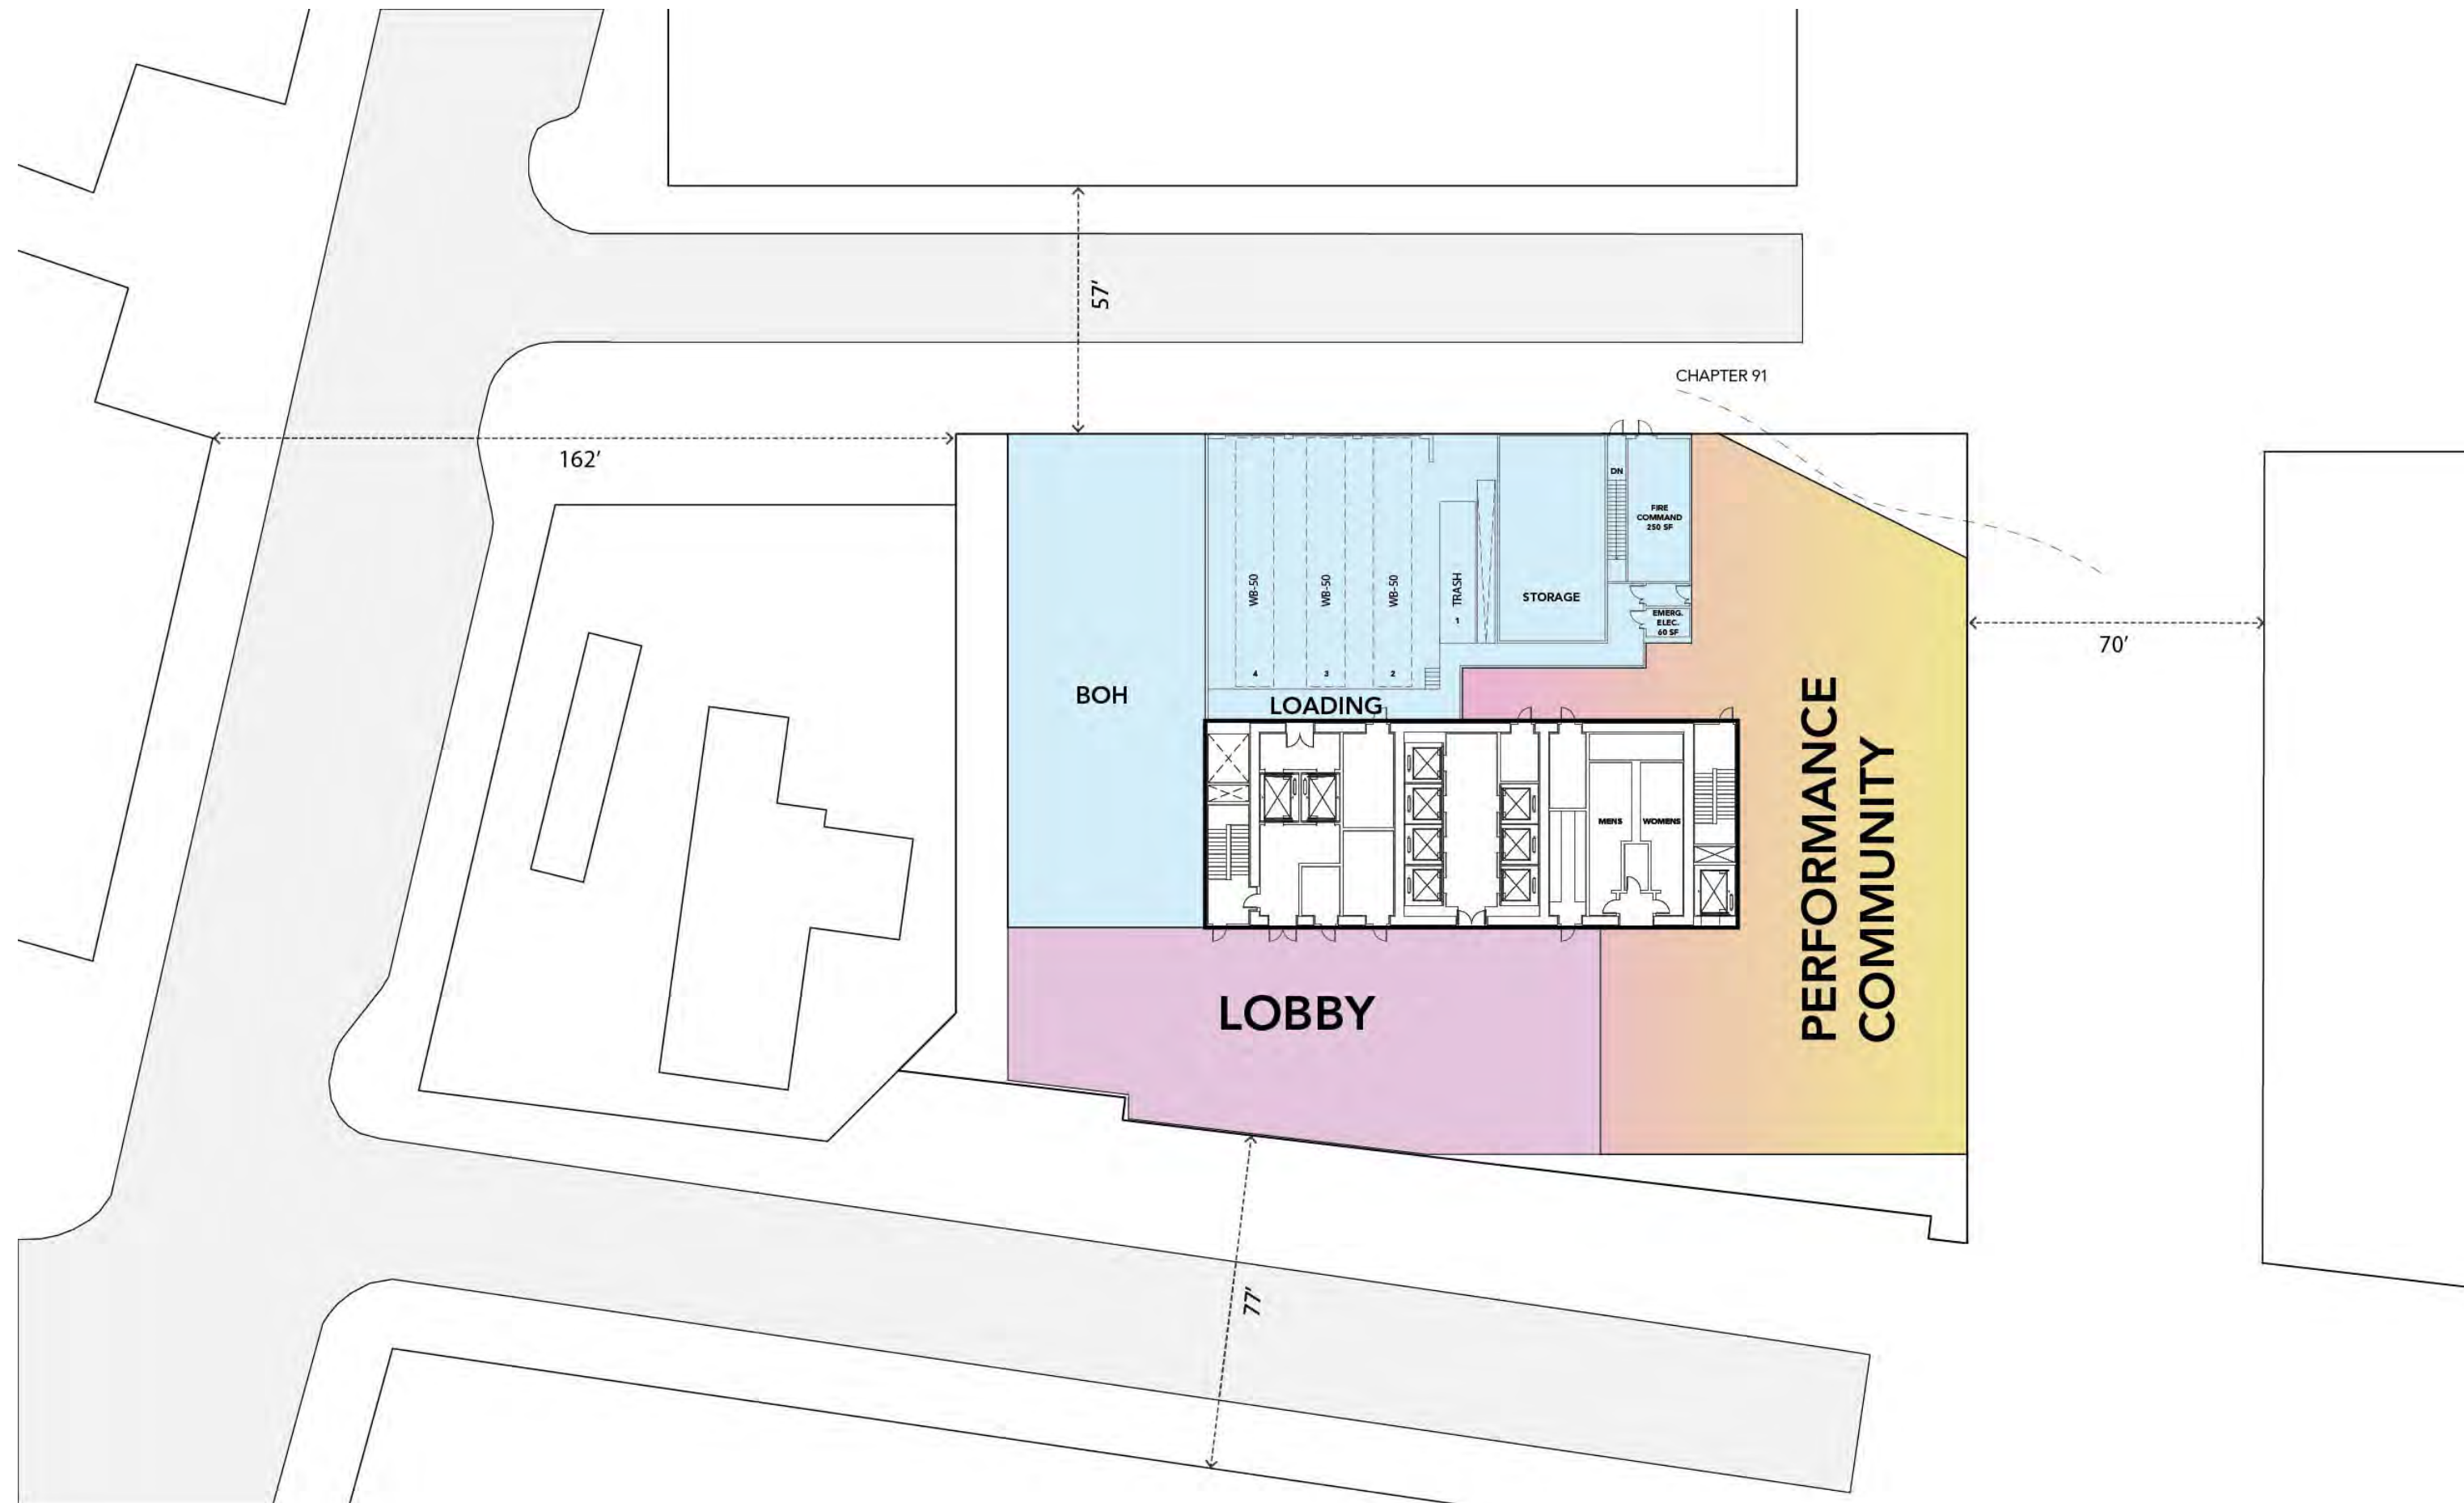 57’
CHAPTER 91
162’
DN
FIRE
COMMAND
250 SF
WB-50
WB-50
WB-50
TRASH
1
STORAGE
EMERG.
ELEC.
60 SF
70’
4
3
2
BOH
LOADING
MENS
WOMENS
PERFORMANCE
COMMUNITY
LOBBY
77’